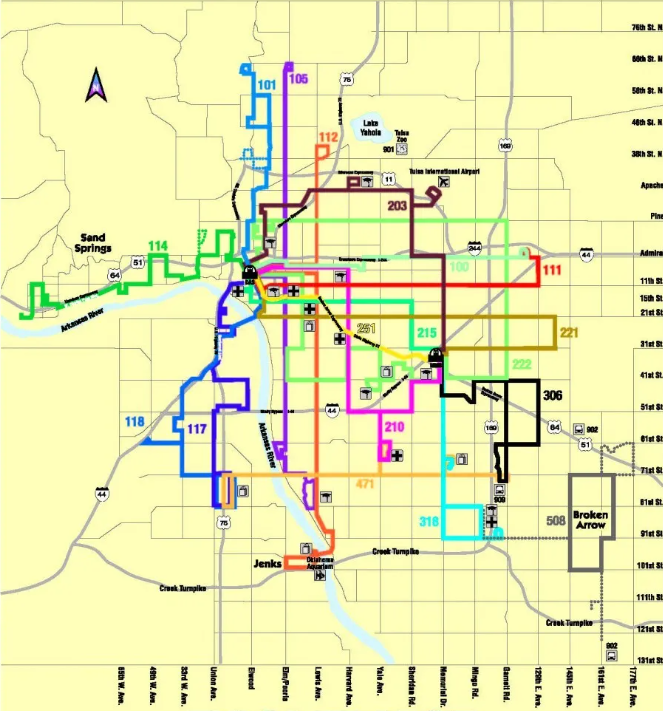 76th St. N
66th St. N
56th St. N
46th St. N
36th St. N
Apache
Pine
Admira
11th St
15th St
21st St
31st St
41st St
51st St
61st St
71st St
81st St
91st St
101st St
111th St
121st St
131st St
101
105
75
112
Lake
Yahola
Tulsa
Zoo
901
169
Tulsa International Airport
11
203
Sand
Springs
114
51
64
244
44
100
111
Arkansas River
251
215
221
222
44
118
117
210
306
169
64
51
902
Arkansas River
471
44
75
318
508
Broken
Arrow
Jenks
Oklahoma
Aquarium
Creek Turnpike
Creek Turnpike
Creek Turnpike
902
49th W. Ave.
33rd W. Ave.
Union Ave.
Elwood
Elm/Peoria
Lewis Ave.
Harvard Ave.
Yale Ave.
Sheridan Rd.
Memorial Dr.
Mingo Rd.
Garnett Rd.
129th E. Ave.
145th E. Ave.
161st E. Ave.
177th E. Ave.